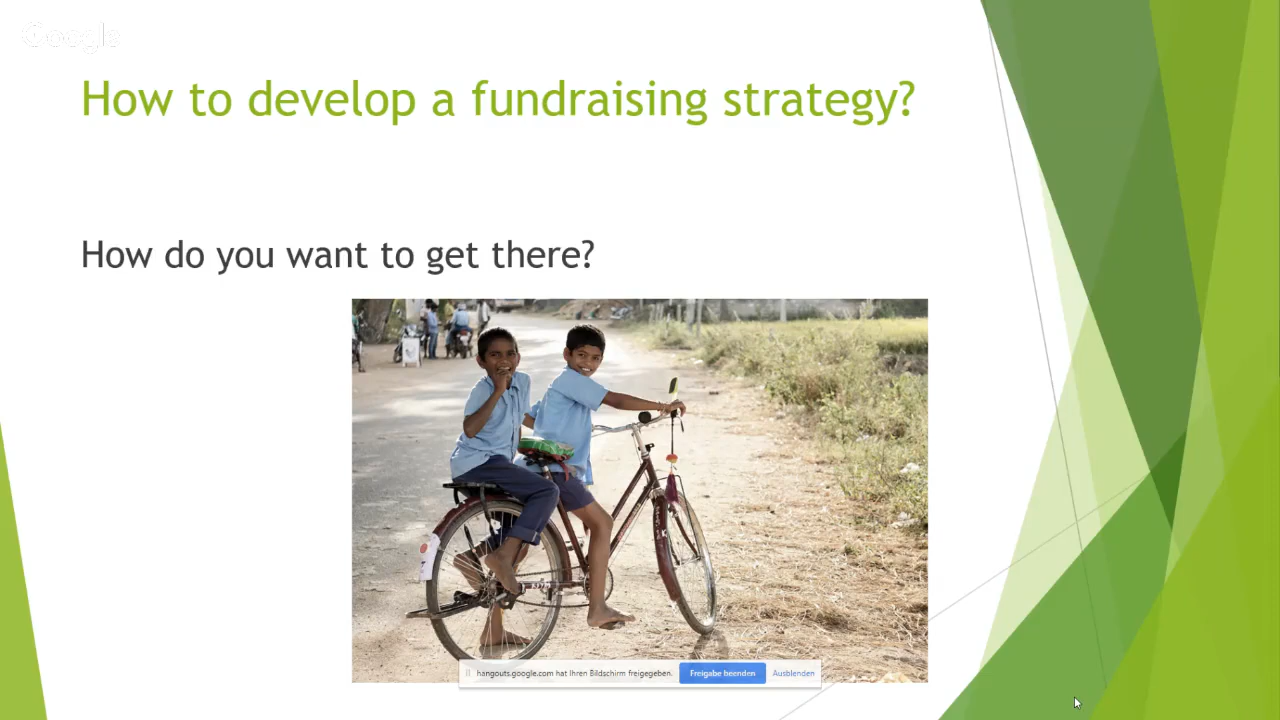 Google
How to develop a fundraising strategy?
How do you want to get there?
hangouts.google.com hat Ihren Bildschirm freigegeben. Freigabe beenden Ausblenden